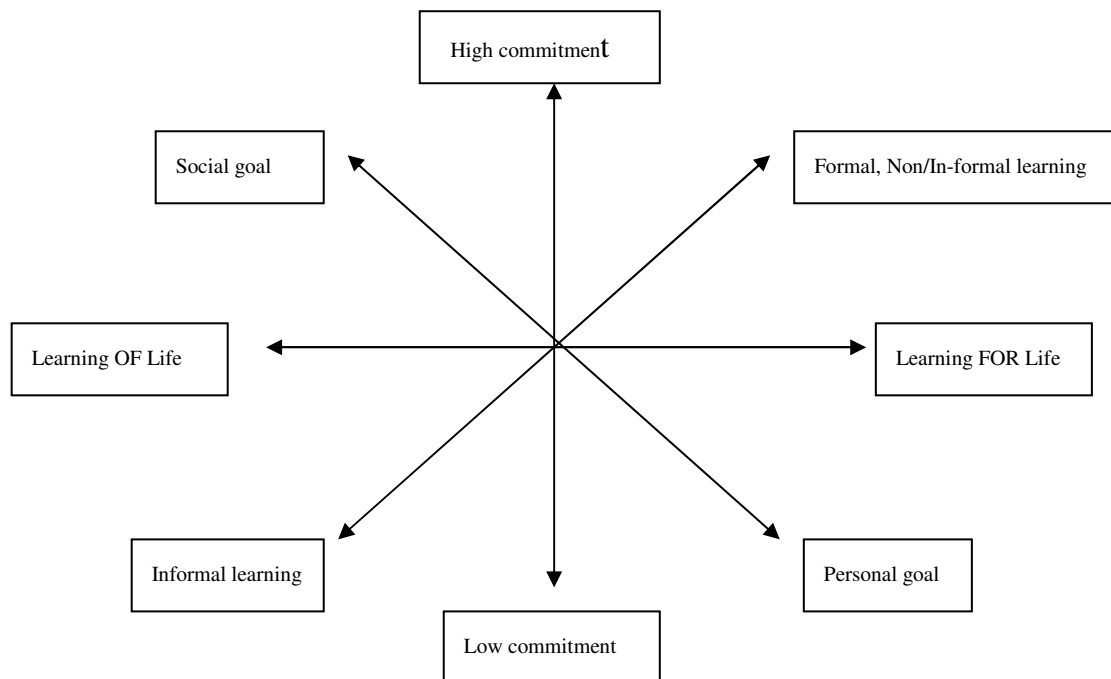 High commitment
Social goal
Formal, Non/In-formal learning
Learning OF Life
Learning FOR Life
Informal learning
Personal goal
Low commitment